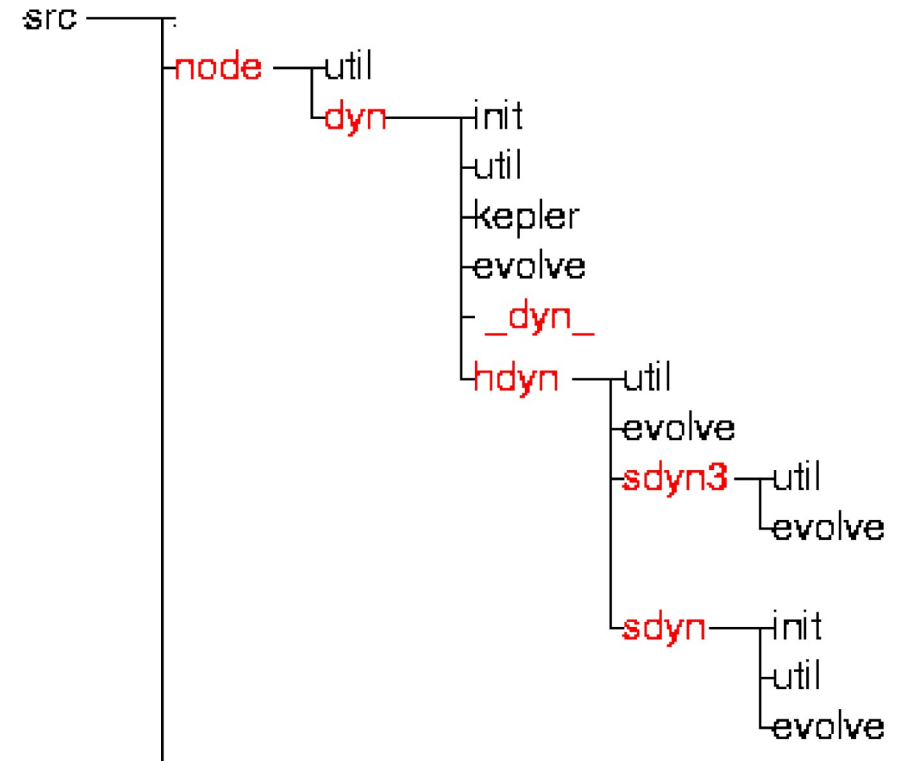 src
node util
dyn init
util
kepler
evolve
_dyn_
hdyn util
evolve
sdyn3 util
evolve
sdyn init
util
evolve